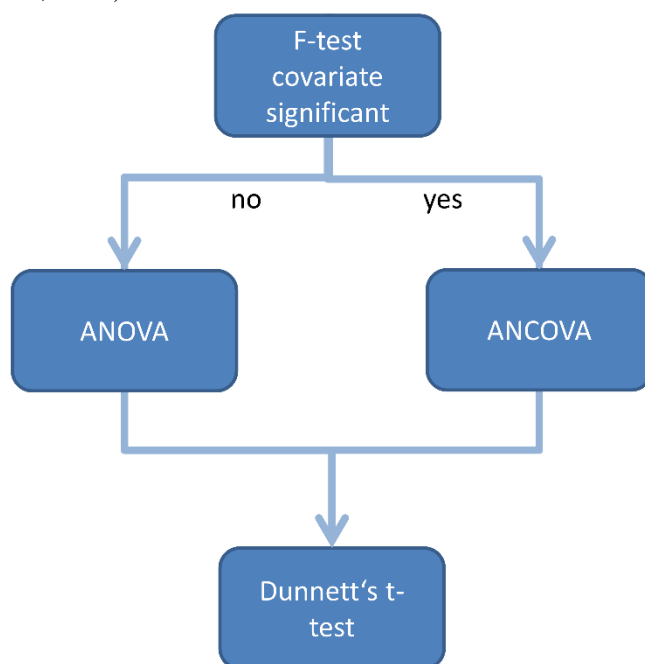 F-test
covariate
significant
no
yes
ANOVA
ANCOVA
Dunnett‘s t-
test